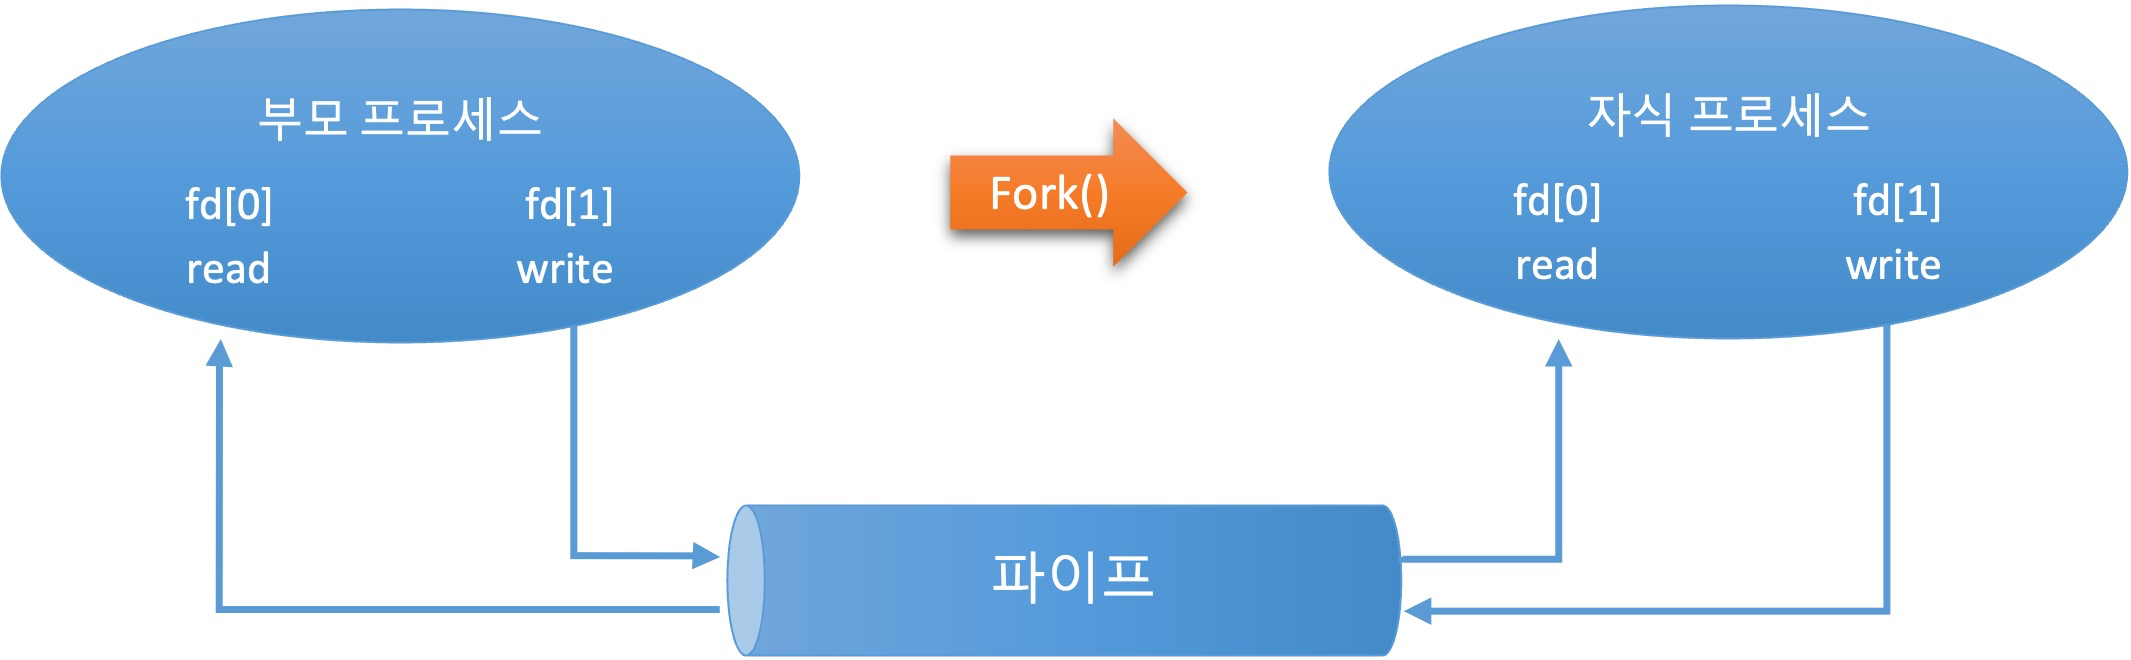 부모 프로세스
fd[0] fd[1]
read write
Fork()
자식 프로세스
fd[0] fd[1]
read write
파이프